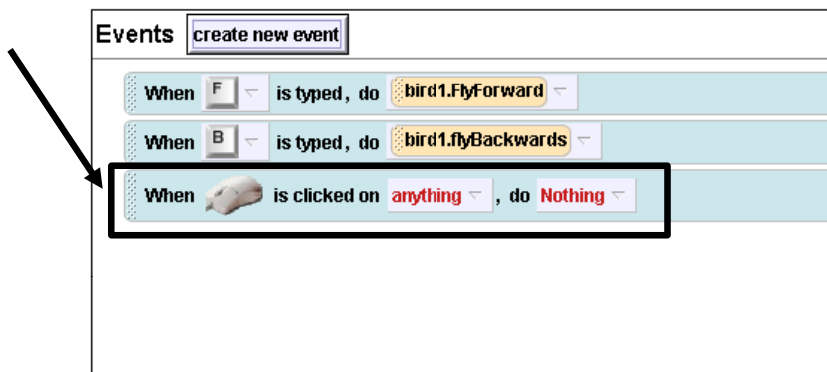 Events create new event
When F is typed, do bird1.FlyForward
When B is typed, do bird1.flyBackwards
When is clicked on anything, do Nothing